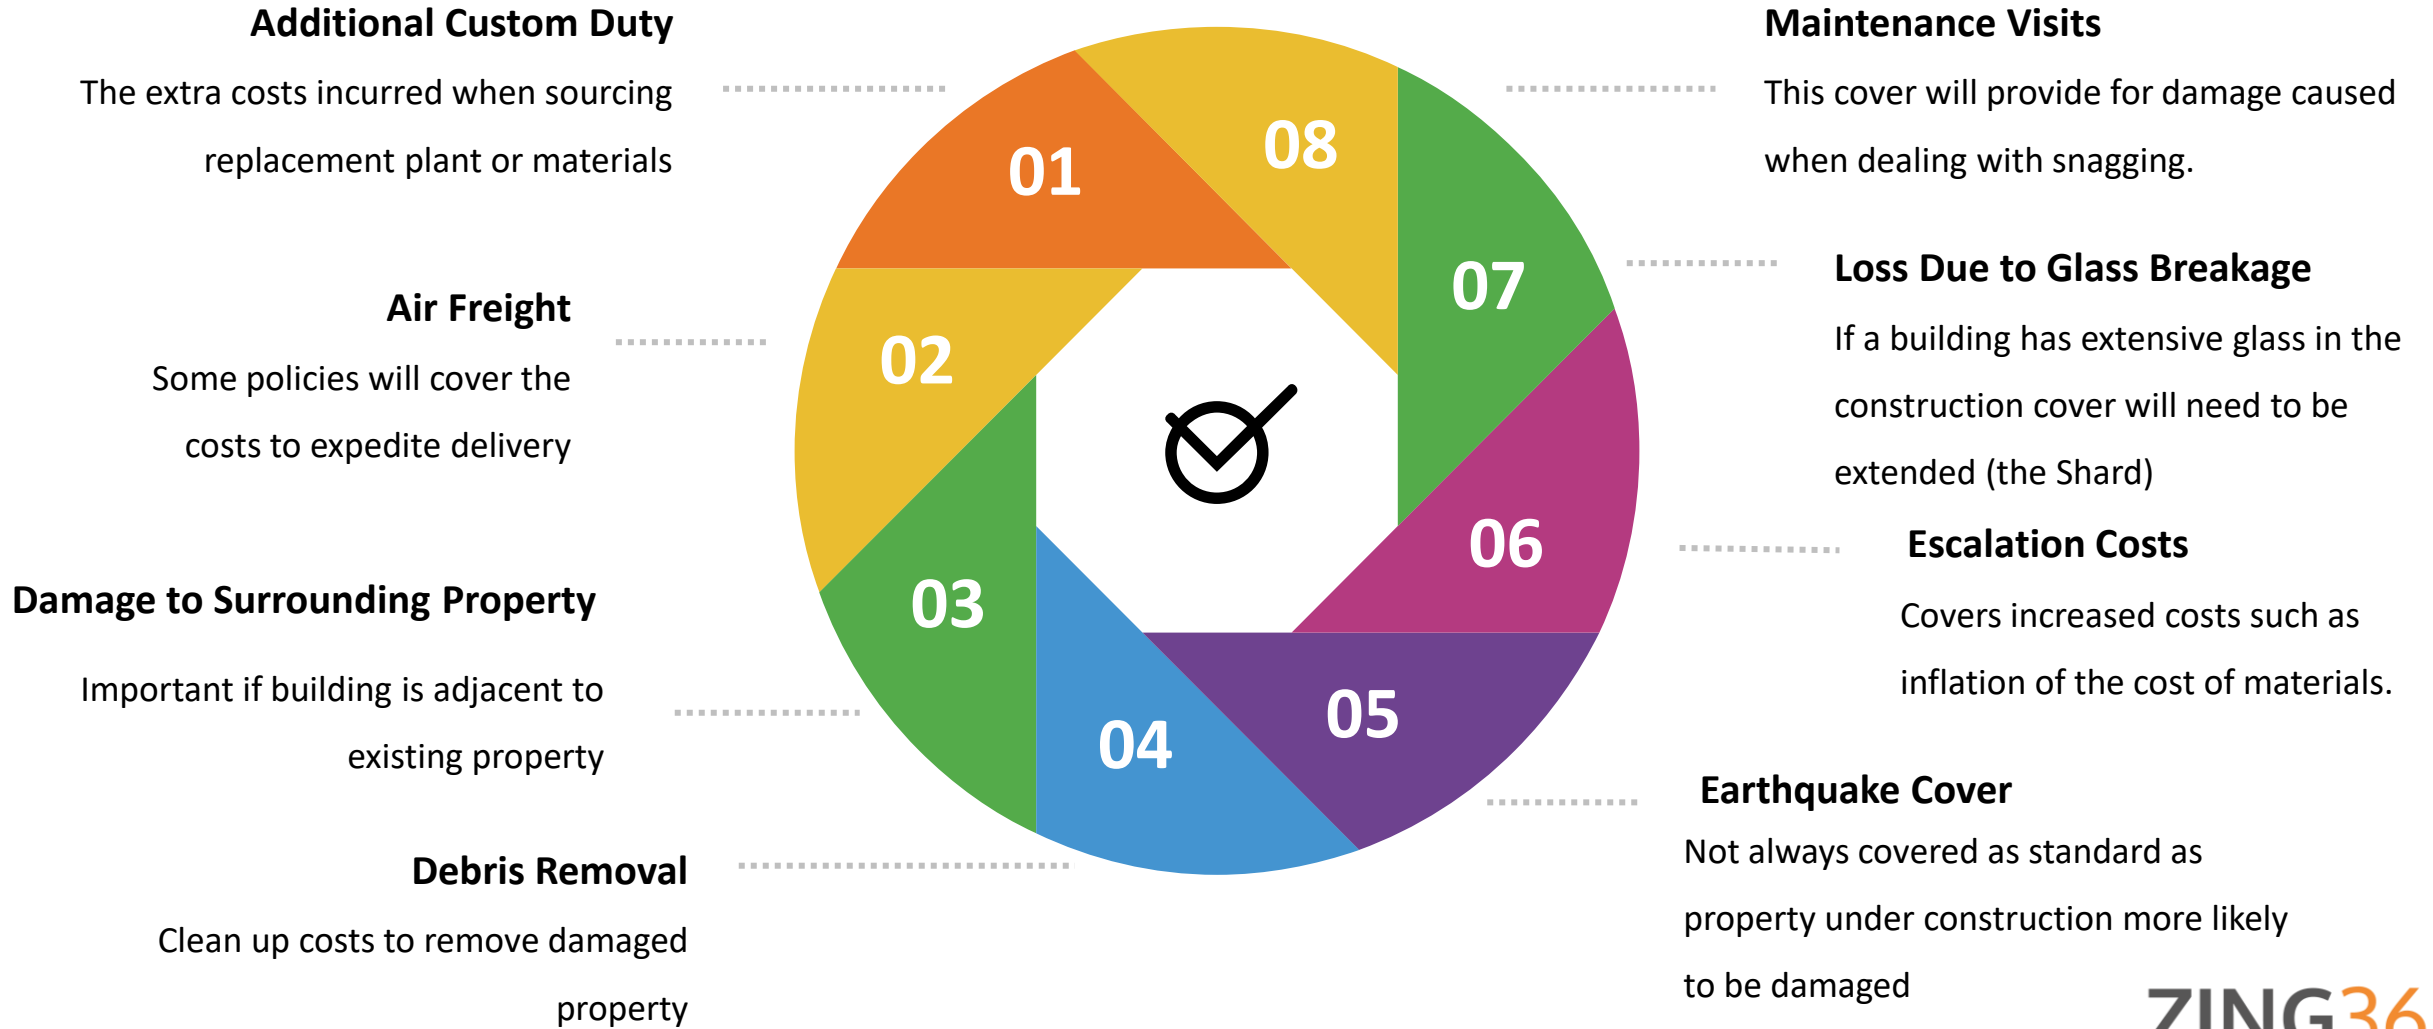 Additional Custom Duty
The extra costs incurred when sourcing
replacement plant or materials
Air Freight
Some policies will cover the
costs to expedite delivery
Damage to Surrounding Property
Important if building is adjacent to
existing property
Debris Removal
Clean up costs to remove damaged
property
01
02
03
04
05
06
07
08
Maintenance Visits
This cover will provide for damage caused
when dealing with snagging.
Loss Due to Glass Breakage
If a building has extensive glass in the
construction cover will need to be
extended (the Shard)
Escalation Costs
Covers increased costs such as
inflation of the cost of materials.
Earthquake Cover
Not always covered as standard as
property under construction more likely
to be damaged
ZING36